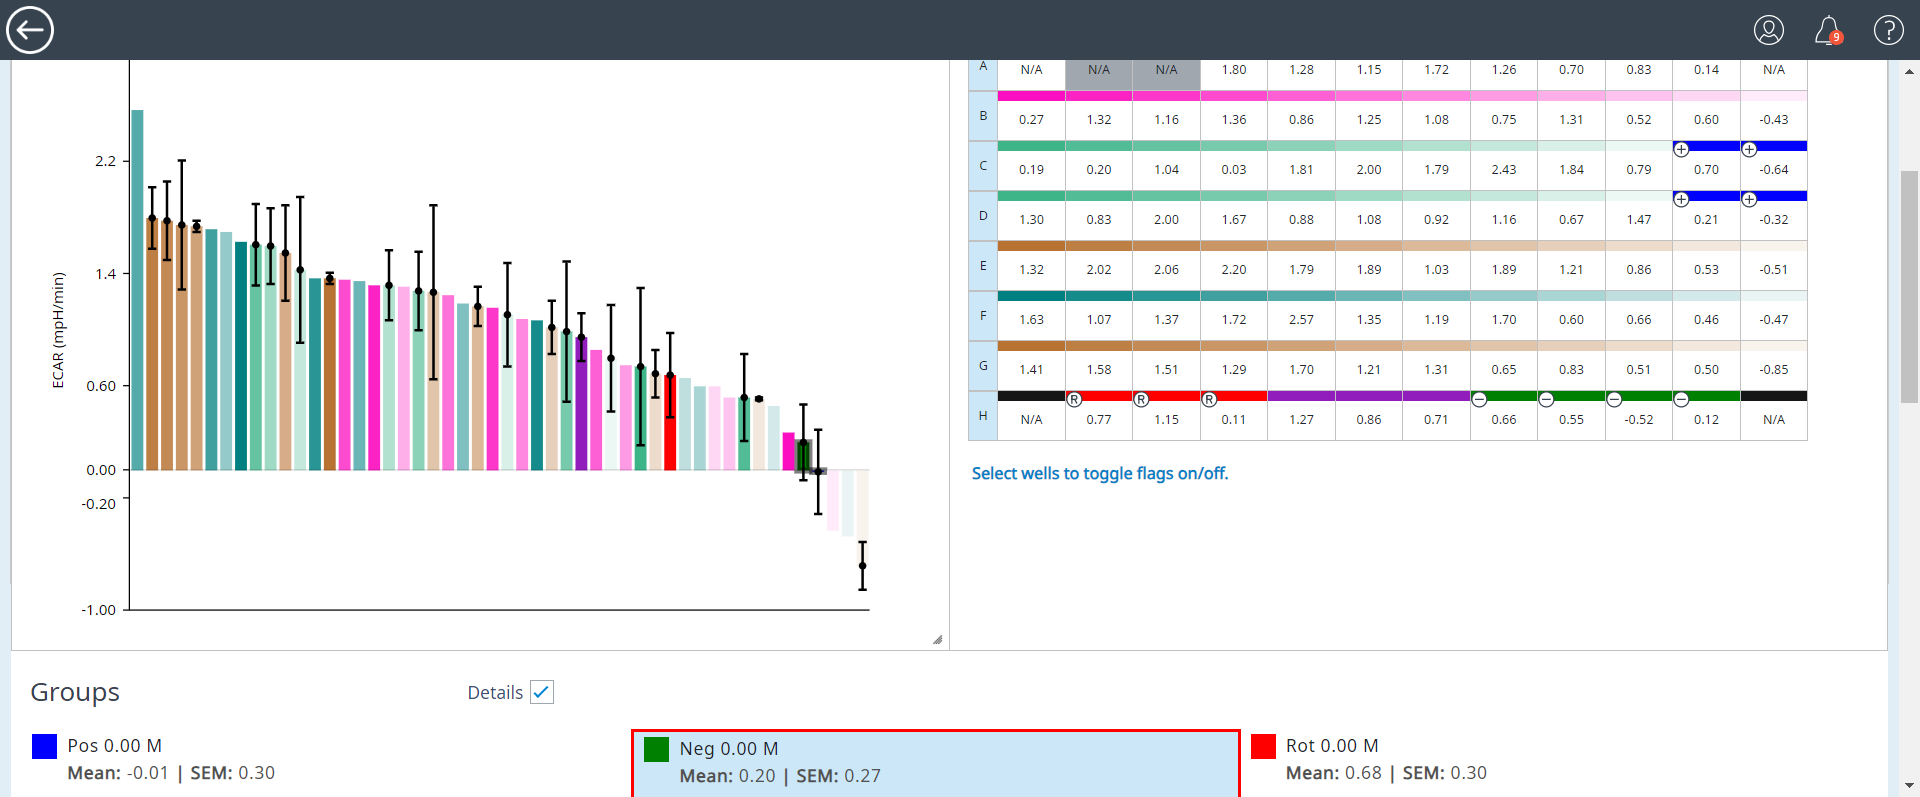 9
2.2
1.4
0.60
0.00
-0.20
-1.00
ECAR (mpH/min)
A N/A N/A N/A 1.80 1.28 1.15 1.72 1.26 0.70 0.83 0.14 N/A
B 0.27 1.32 1.16 1.36 0.86 1.25 1.08 0.75 1.31 0.52 0.60 -0.43
C 0.19 0.20 1.04 0.03 1.81 2.00 1.79 2.43 1.84 0.79 0.70 -0.64
D 1.30 0.83 2.00 1.67 0.88 1.08 0.92 1.16 0.67 1.47 0.21 -0.32
E 1.32 2.02 2.06 2.20 1.79 1.89 1.03 1.89 1.21 0.86 0.53 -0.51
F 1.63 1.07 1.37 1.72 2.57 1.35 1.19 1.70 0.60 0.66 0.46 -0.47
G 1.41 1.58 1.51 1.29 1.70 1.21 1.31 0.65 0.83 0.51 0.50 -0.85
R R R
H N/A 0.77 1.15 0.11 1.27 0.86 0.71 0.66 0.55 -0.52 0.12 N/A
Select wells to toggle flags on/off.
Groups
Details
Pos 0.00 M
Mean: -0.01 | SEM: 0.30
Neg 0.00 M
Mean: 0.20 | SEM: 0.27
Rot 0.00 M
Mean: 0.68 | SEM: 0.30